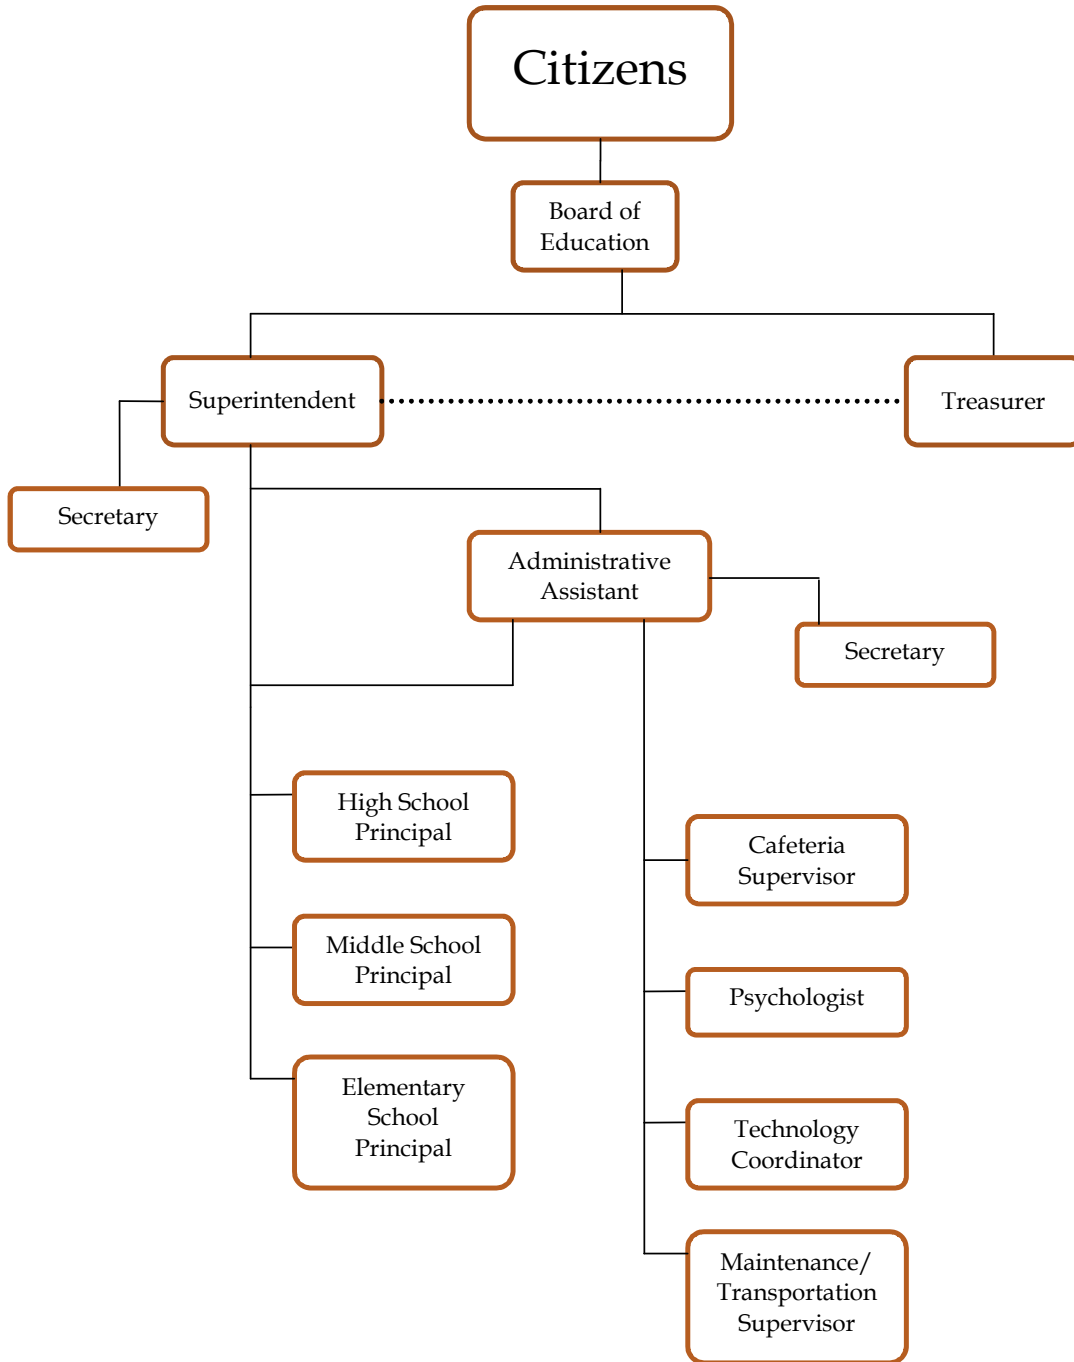 Citizens
Board of
Education
Superintendent
Treasurer
Secretary
Administrative
Assistant
Secretary
High School
Principal
Cafeteria
Supervisor
Middle School
Principal
Psychologist
Elementary
School
Principal
Technology
Coordinator
Maintenance/
Transportation
Supervisor